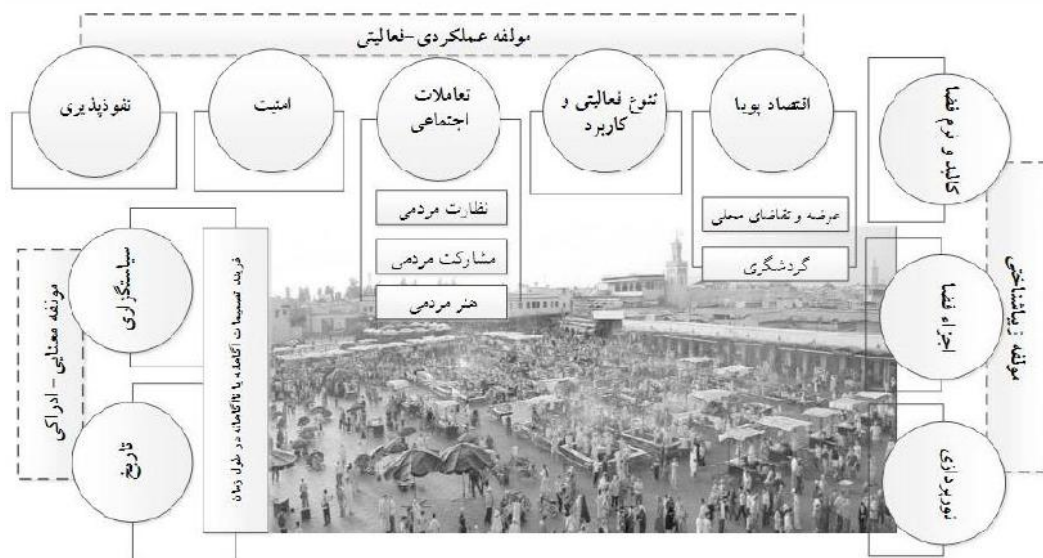 مولفه عملکردی-فعالیتی
اقتصاد پویا
تنوع فعالیتی و
کاربرد
تعاملات
اجتماعی
امنیت
نفوذپذیری
عرضه و تقاضای محلی
گردشگری
نظارت مردمی
مشارکت مردمی
هنر مردمی
مولفه زیباشناختی
کالبد و فرم فضا
اجزاء فضا
نورپردازی
مولفه معنایی - ادراکی
سیاستگزاری
تاریخ
فرایند تصمیمات آگاهانه یا ناآگاهانه در طول زمان